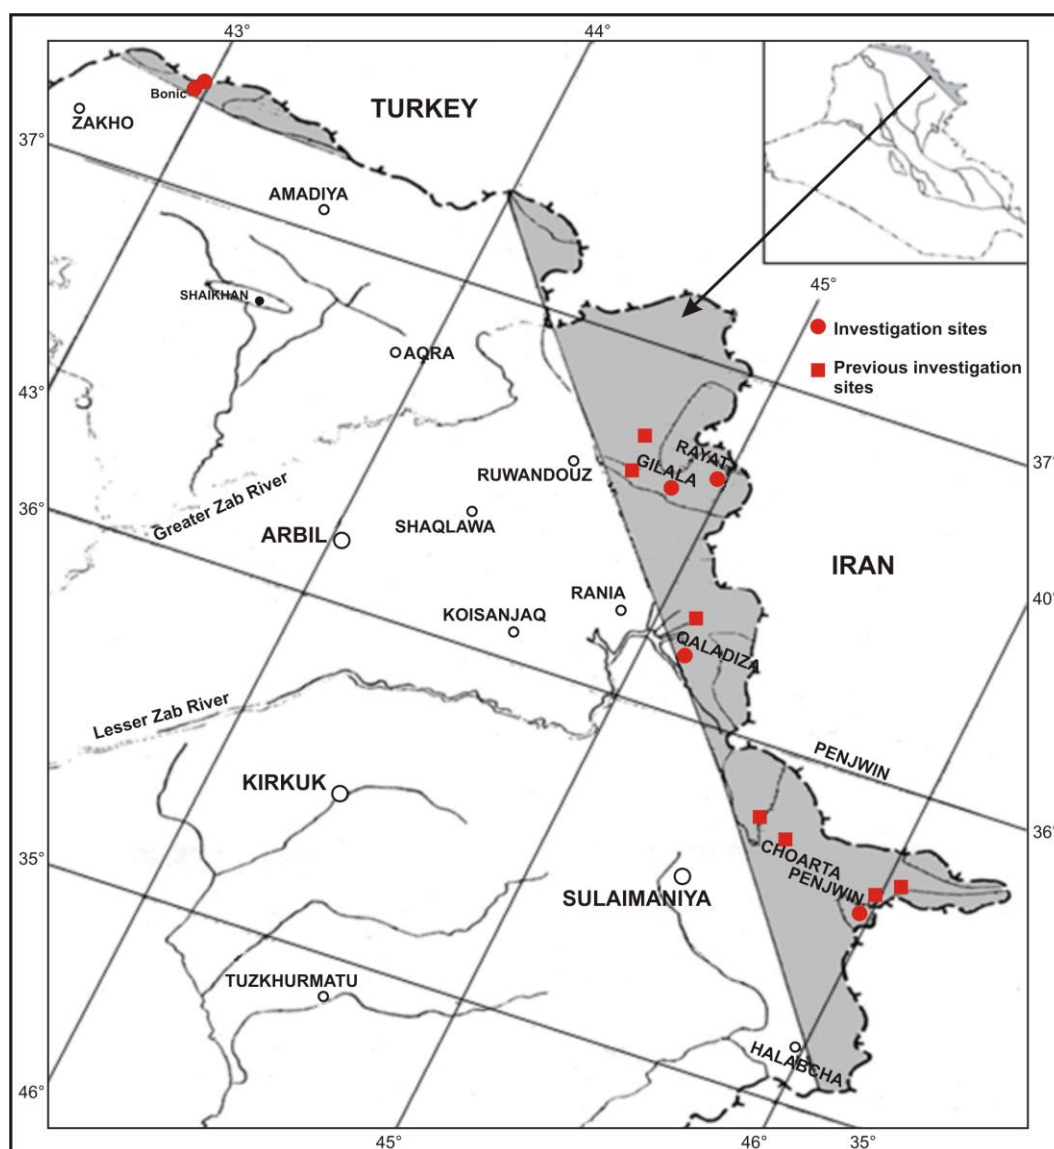 43°
44°
Bonic
ZAKHO
TURKEY
37°
AMADIYA
SHAIKHAN
45°
Investigation sites
AQRA
Previous investigation
sites
43°
RAYAT
GILALA
37°
RUWANDOUZ
Greater Zab River
36°
SHAQLAWA
ARBIL
IRAN
RANIA
40°
KOISANJAQ
QALADIZA
Lesser Zab River
PENJWIN
KIRKUK
36°
35°
CHOARTA
PENJWIN
SULAIMANIYA
TUZKHURMATU
HALABCHA
46°
45°
46°
35°